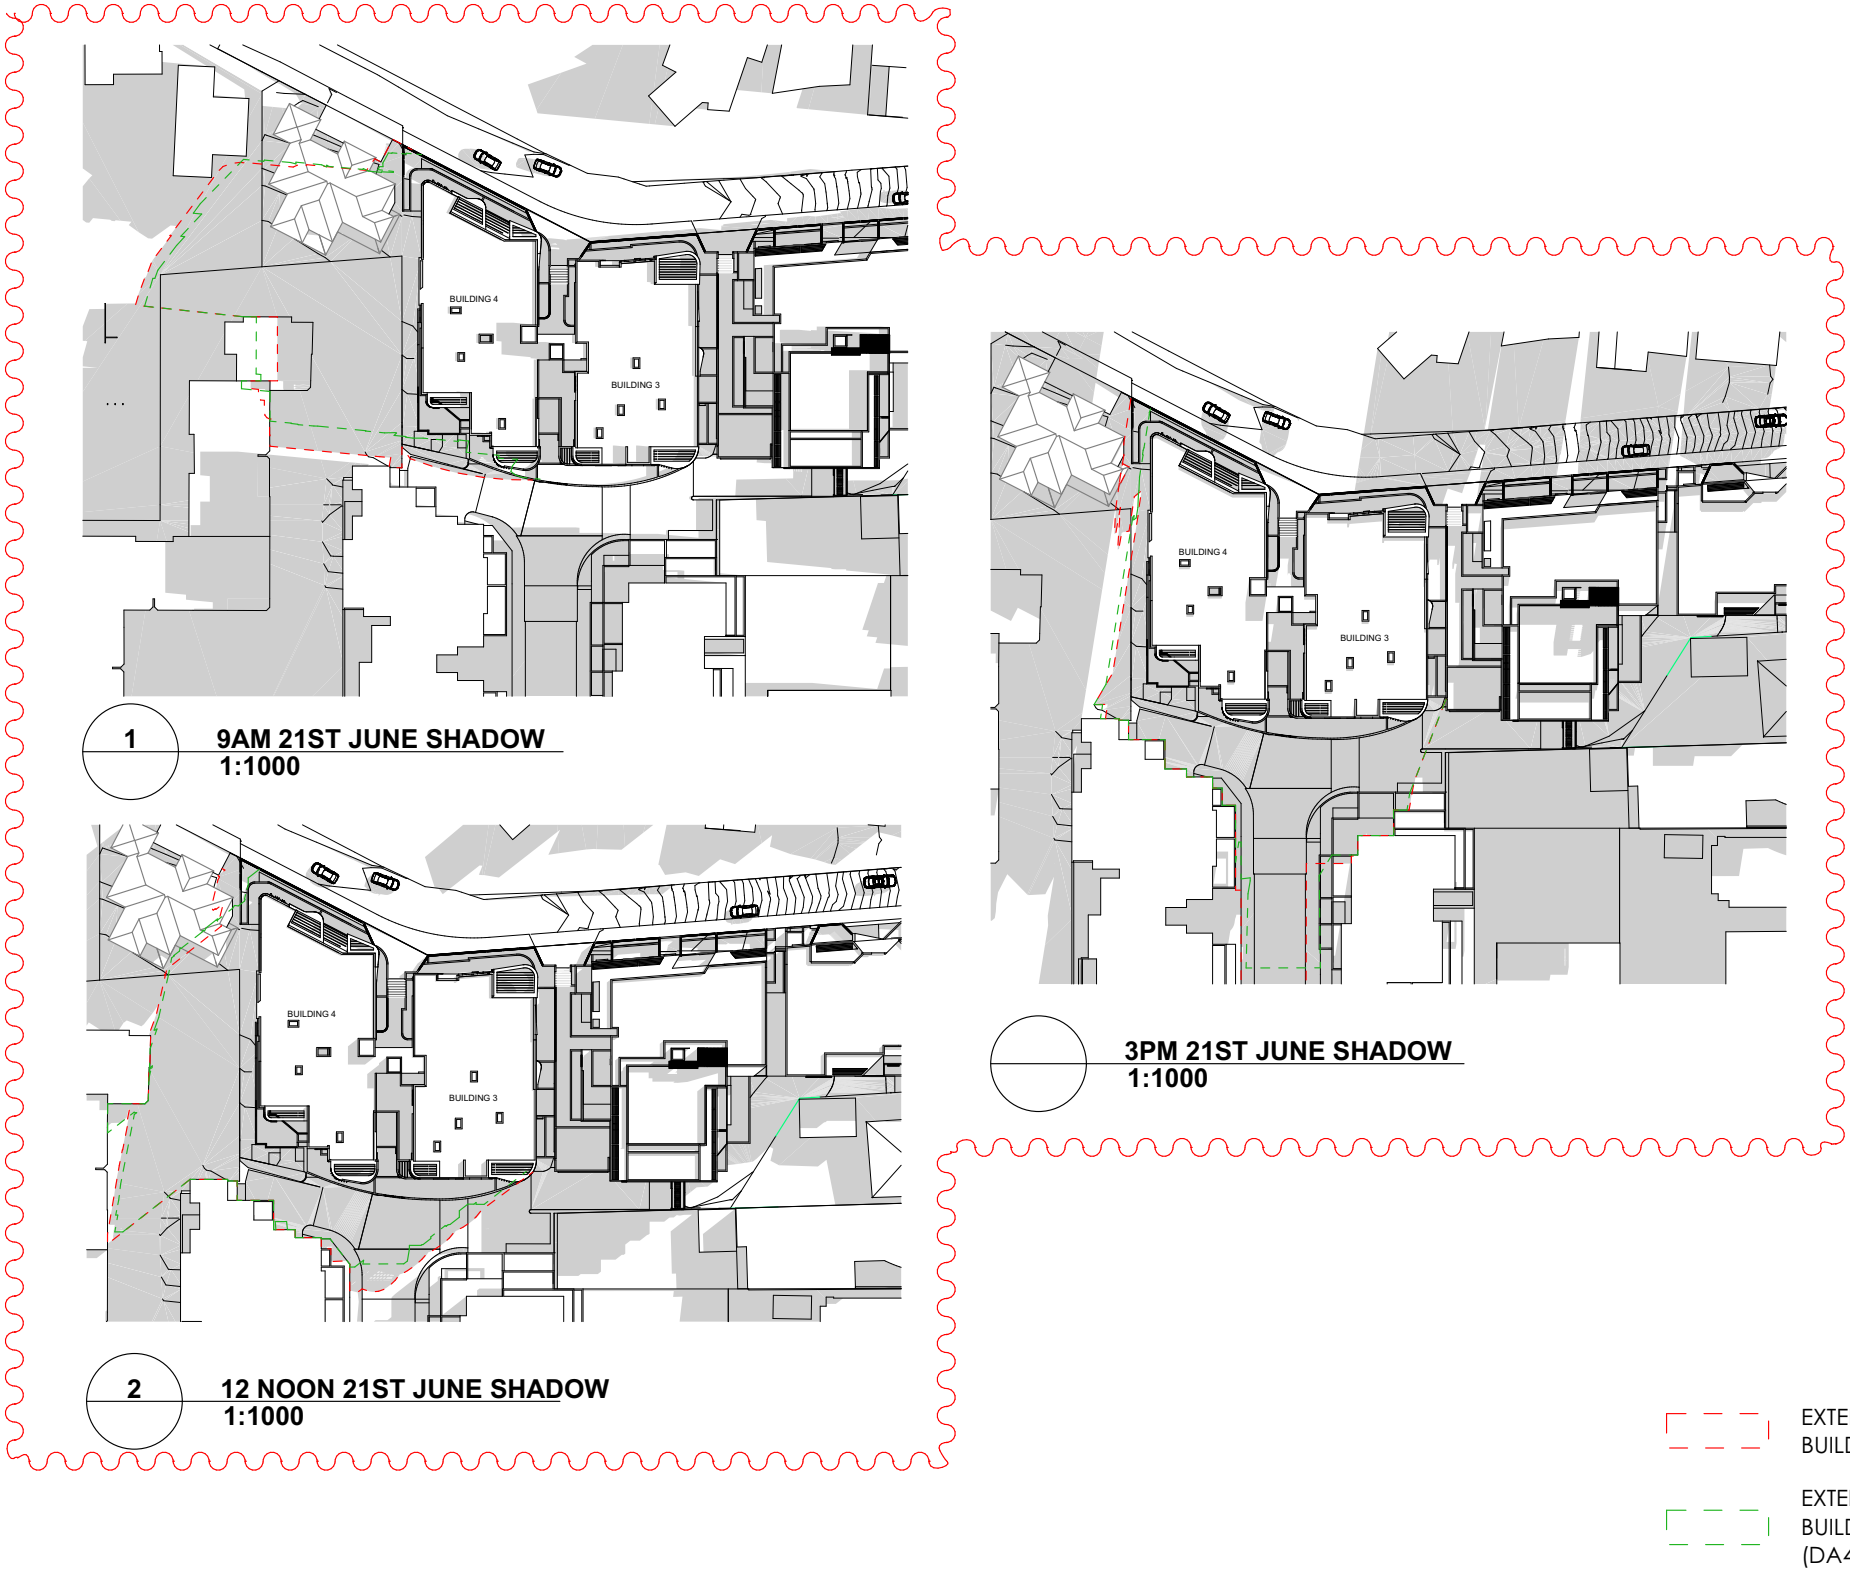 BUILDING 4
BUILDING 3
1
9AM 21ST JUNE SHADOW
1:1000
BUILDING 4
BUILDING 3
2
12 NOON 21ST JUNE SHADOW
1:1000
BUILDING 4
BUILDING 3
3PM 21ST JUNE SHADOW
1:1000
(DA4